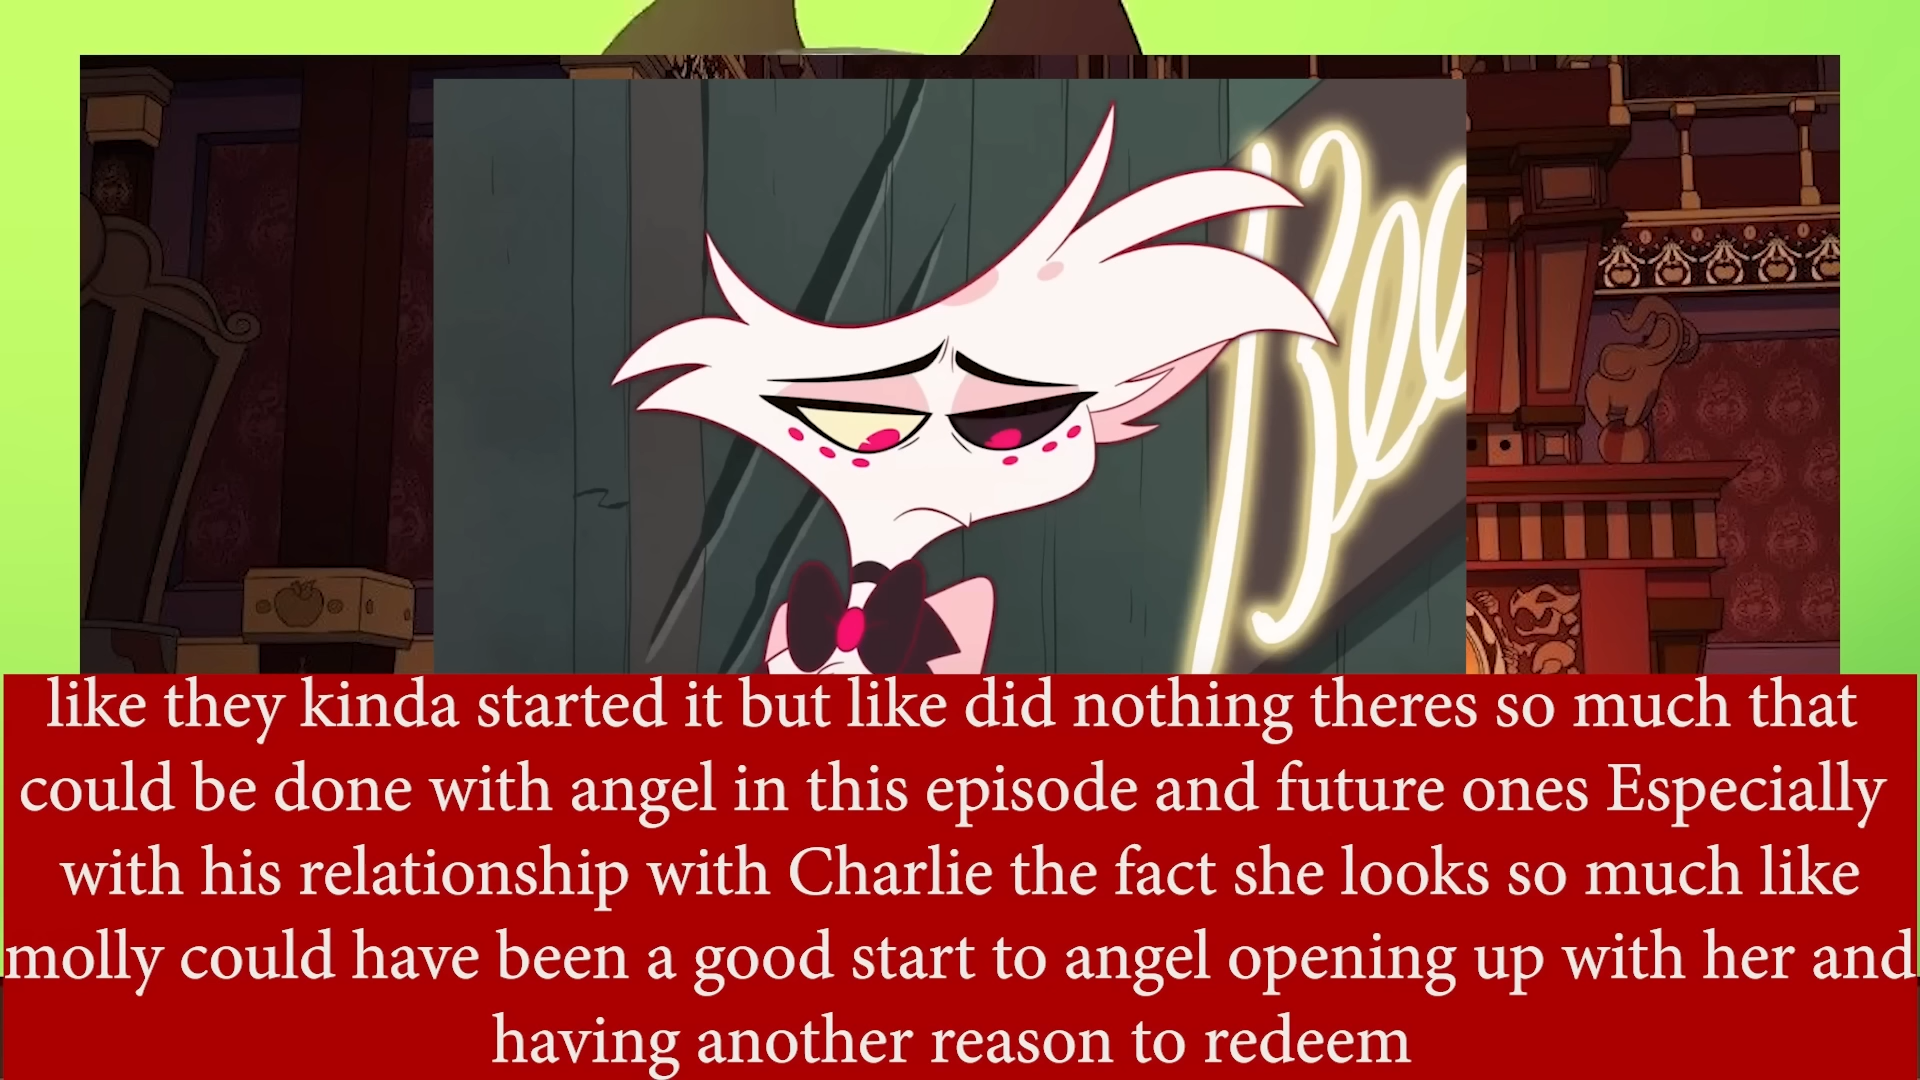 Bee
like they kinda started it but like did nothing theres so much that
could be done with angel in this episode and future ones Especially
with his relationship with Charlie the fact she looks so much like
molly could have been a good start to angel opening up with her and
having another reason to redeem